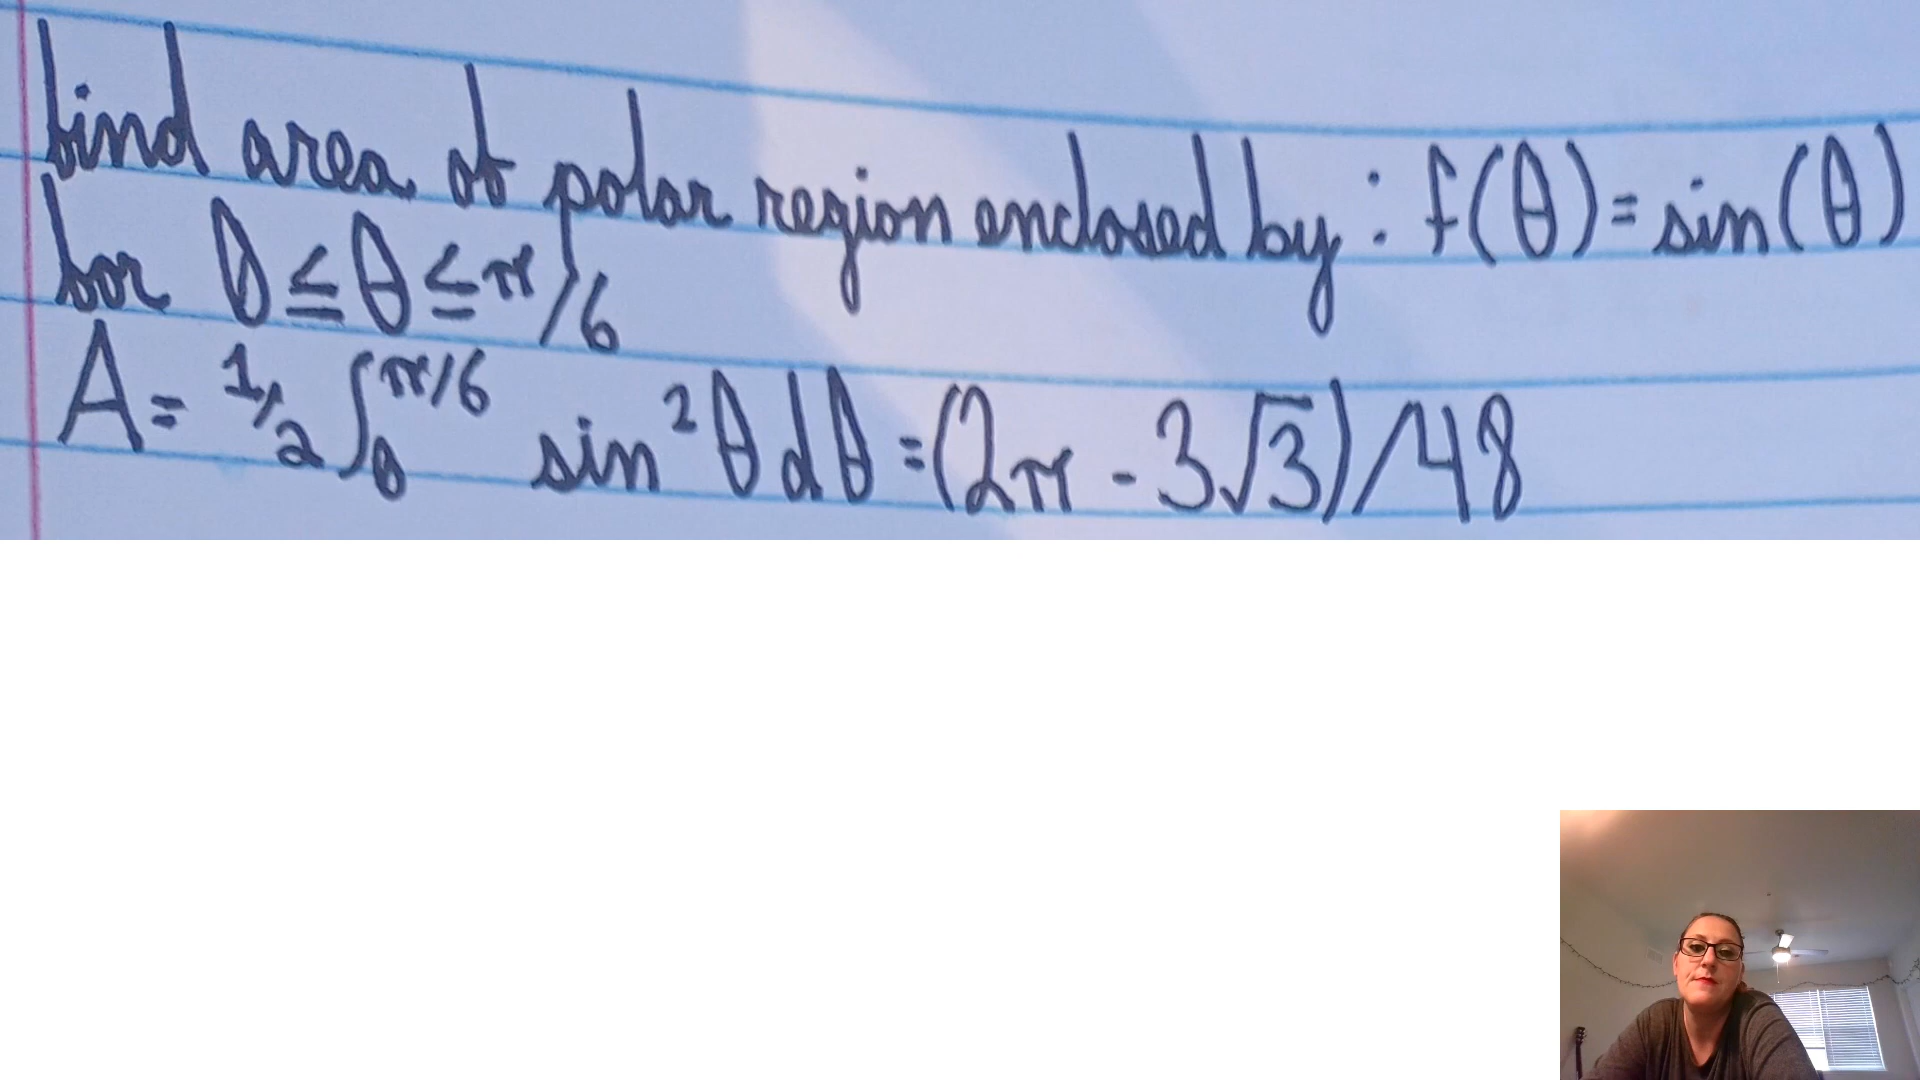 find area of polar region enclosed by: f(θ) = sin(θ)
for 0 ≤ θ ≤ π/6
A = 1/2 ∫₀^π/6 sin²θ dθ = (2π - 3√3)/48